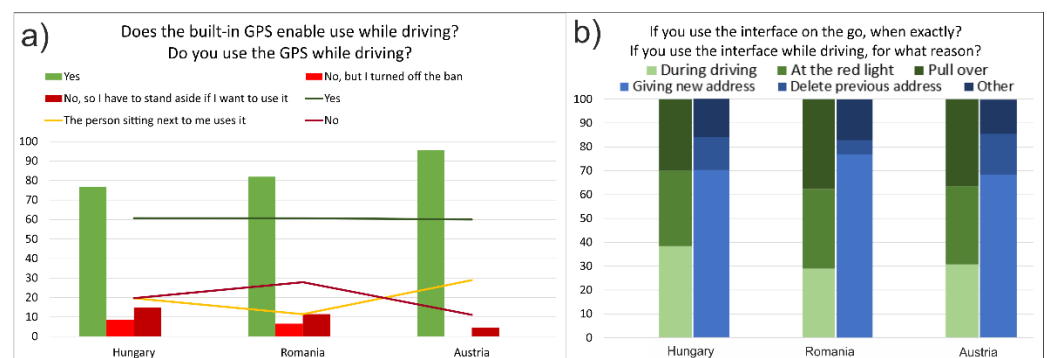 a)
Does the built-in GPS enable use while driving?
Do you use the GPS while driving?
Yes
No, but I turned off the ban
No, so I have to stand aside if I want to use it
Yes
The person sitting next to me uses it
No
100
90
80
70
60
50
40
30
20
10
0
Hungary Romania Austria
b)
If you use the interface on the go, when exactly?
If you use the interface while driving, for what reason?
During driving At the red light Pull over
Giving new address Delete previous address Other
100
90
80
70
60
50
40
30
20
10
0
Hungary Romania Austria